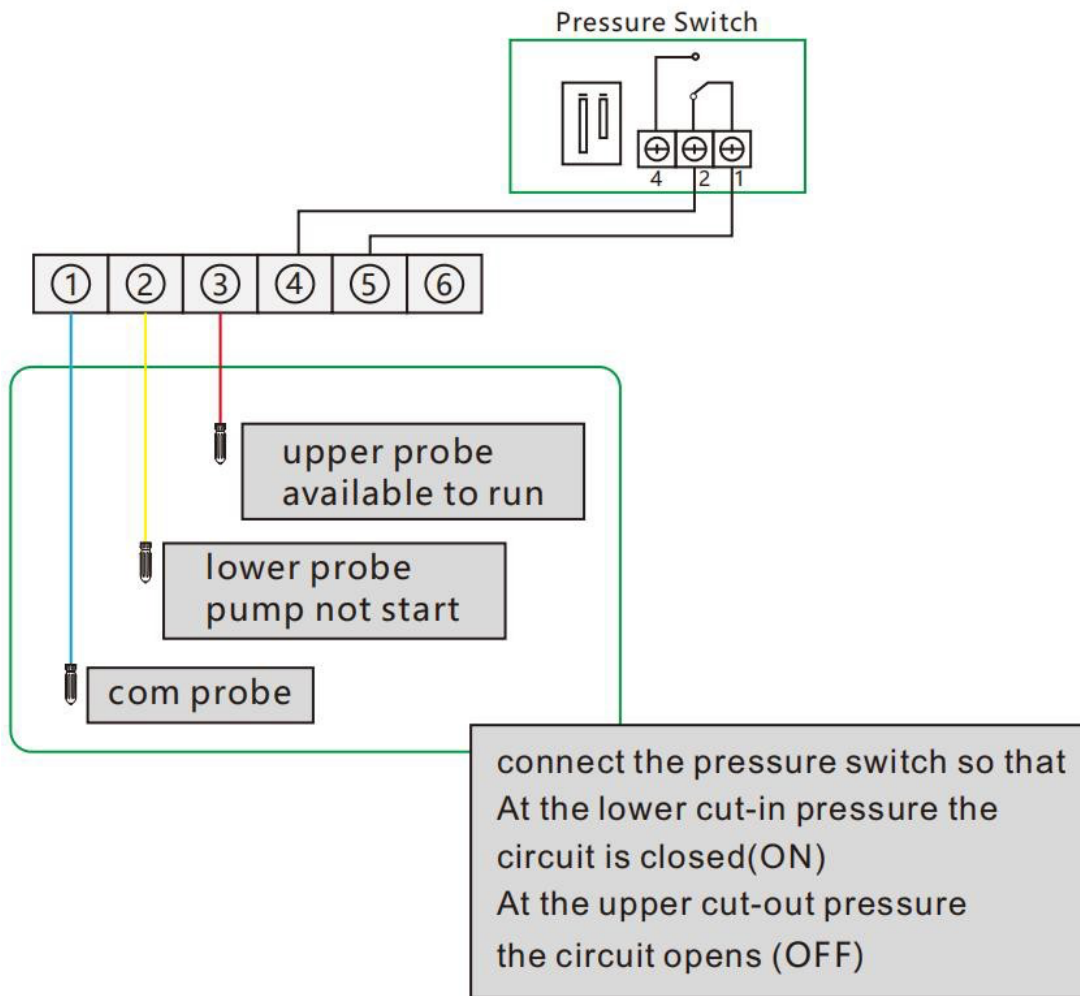 Pressure Switch
4 2 1
① ② ③ ④ ⑤ ⑥
upper probe
available to run
lower probe
pump not start
com probe
connect the pressure switch so that
At the lower cut-in pressure the
circuit is closed(ON)
At the upper cut-out pressure
the circuit opens (OFF)